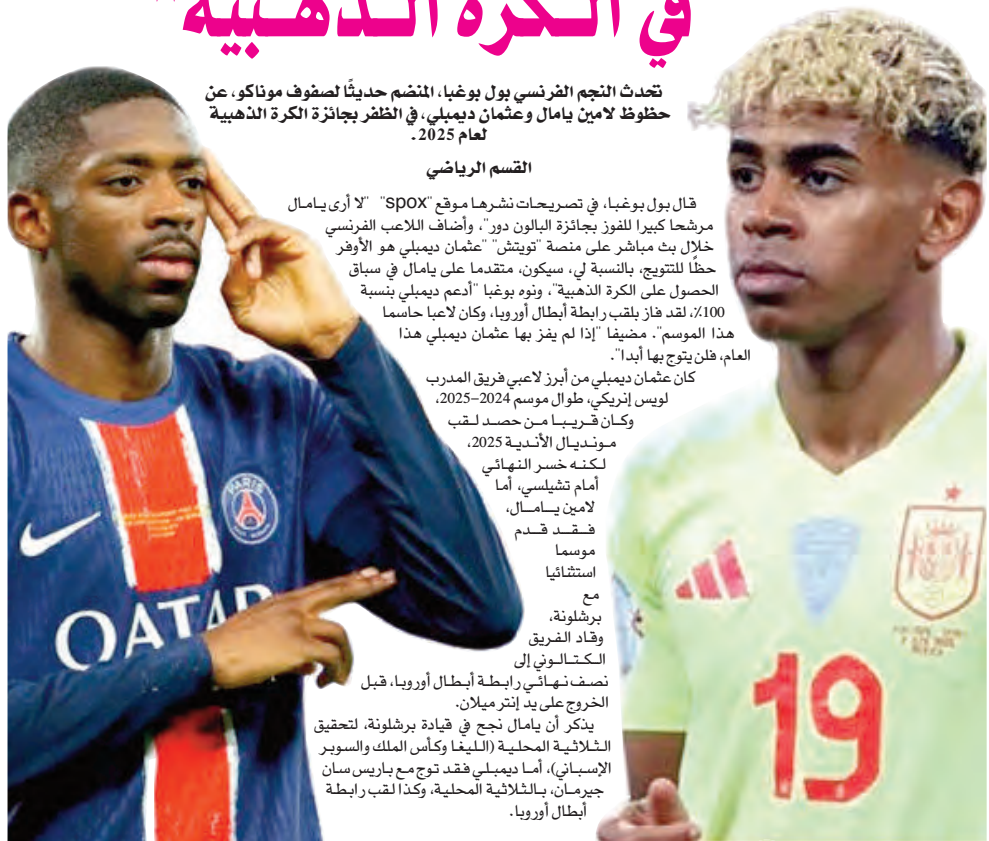 في الـكرة الـذهـبية"
تحدث النجم الفرنسي بول بوغبا، المنضم حديثًا لصفوف موناكو، عن
حظوظ لامين يامال وعثمان ديمبلي، في الظفر بجائزة الكرة الذهبية
لعام 2025.
القسم الرياضي
قال بول بوغبا، في تصريحات نشرها موقع "spox" "لا أرى يامال
مرشحا كبيرا للفوز بجائزة البالون دور"، وأضاف اللاعب الفرنسي
خلال بث مباشر على منصة "تويتش" "عثمان ديمبلي هو الأوفر
حظًا للتتويج، بالنسبة لي، سيكون، متقدما على يامال في سباق
الحصول على الكرة الذهبية"، ونوه بوغبا "أدعم ديمبلي بنسبة
100٪، لقد فاز بلقب رابطة أبطال أوروبا، وكان لاعبا حاسما
هذا الموسم". مضيفا "إذا لم يفز بها عثمان ديمبلي هذا
العام، فلن يتوج بها أبدا".
كان عثمان ديمبلي من أبرز لاعبي فريق المدرب
لويس إنريكي، طوال موسم 2024–2025،
وكان قريبا من حصد لقب
مونديال الأندية 2025،
لكنه خسر النهائي
أمام تشيلسي، أما
لامين يامال،
فقد قدم
موسما
استثنائيا
مع
برشلونة،
وقاد الفريق
الكتالوني إلى
نصف نهائي رابطة أبطال أوروبا، قبل
الخروج على يد إنتر ميلان.
يذكر أن يامال نجح في قيادة برشلونة، لتحقيق
الثلاثية المحلية (الليغا وكأس الملك والسوبر
الإسباني)، أما ديمبلي فقد توج مع باريس سان
جيرمان، بالثلاثية المحلية، وكذا لقب رابطة
أبطال أوروبا.
PARIS
QATAR
19